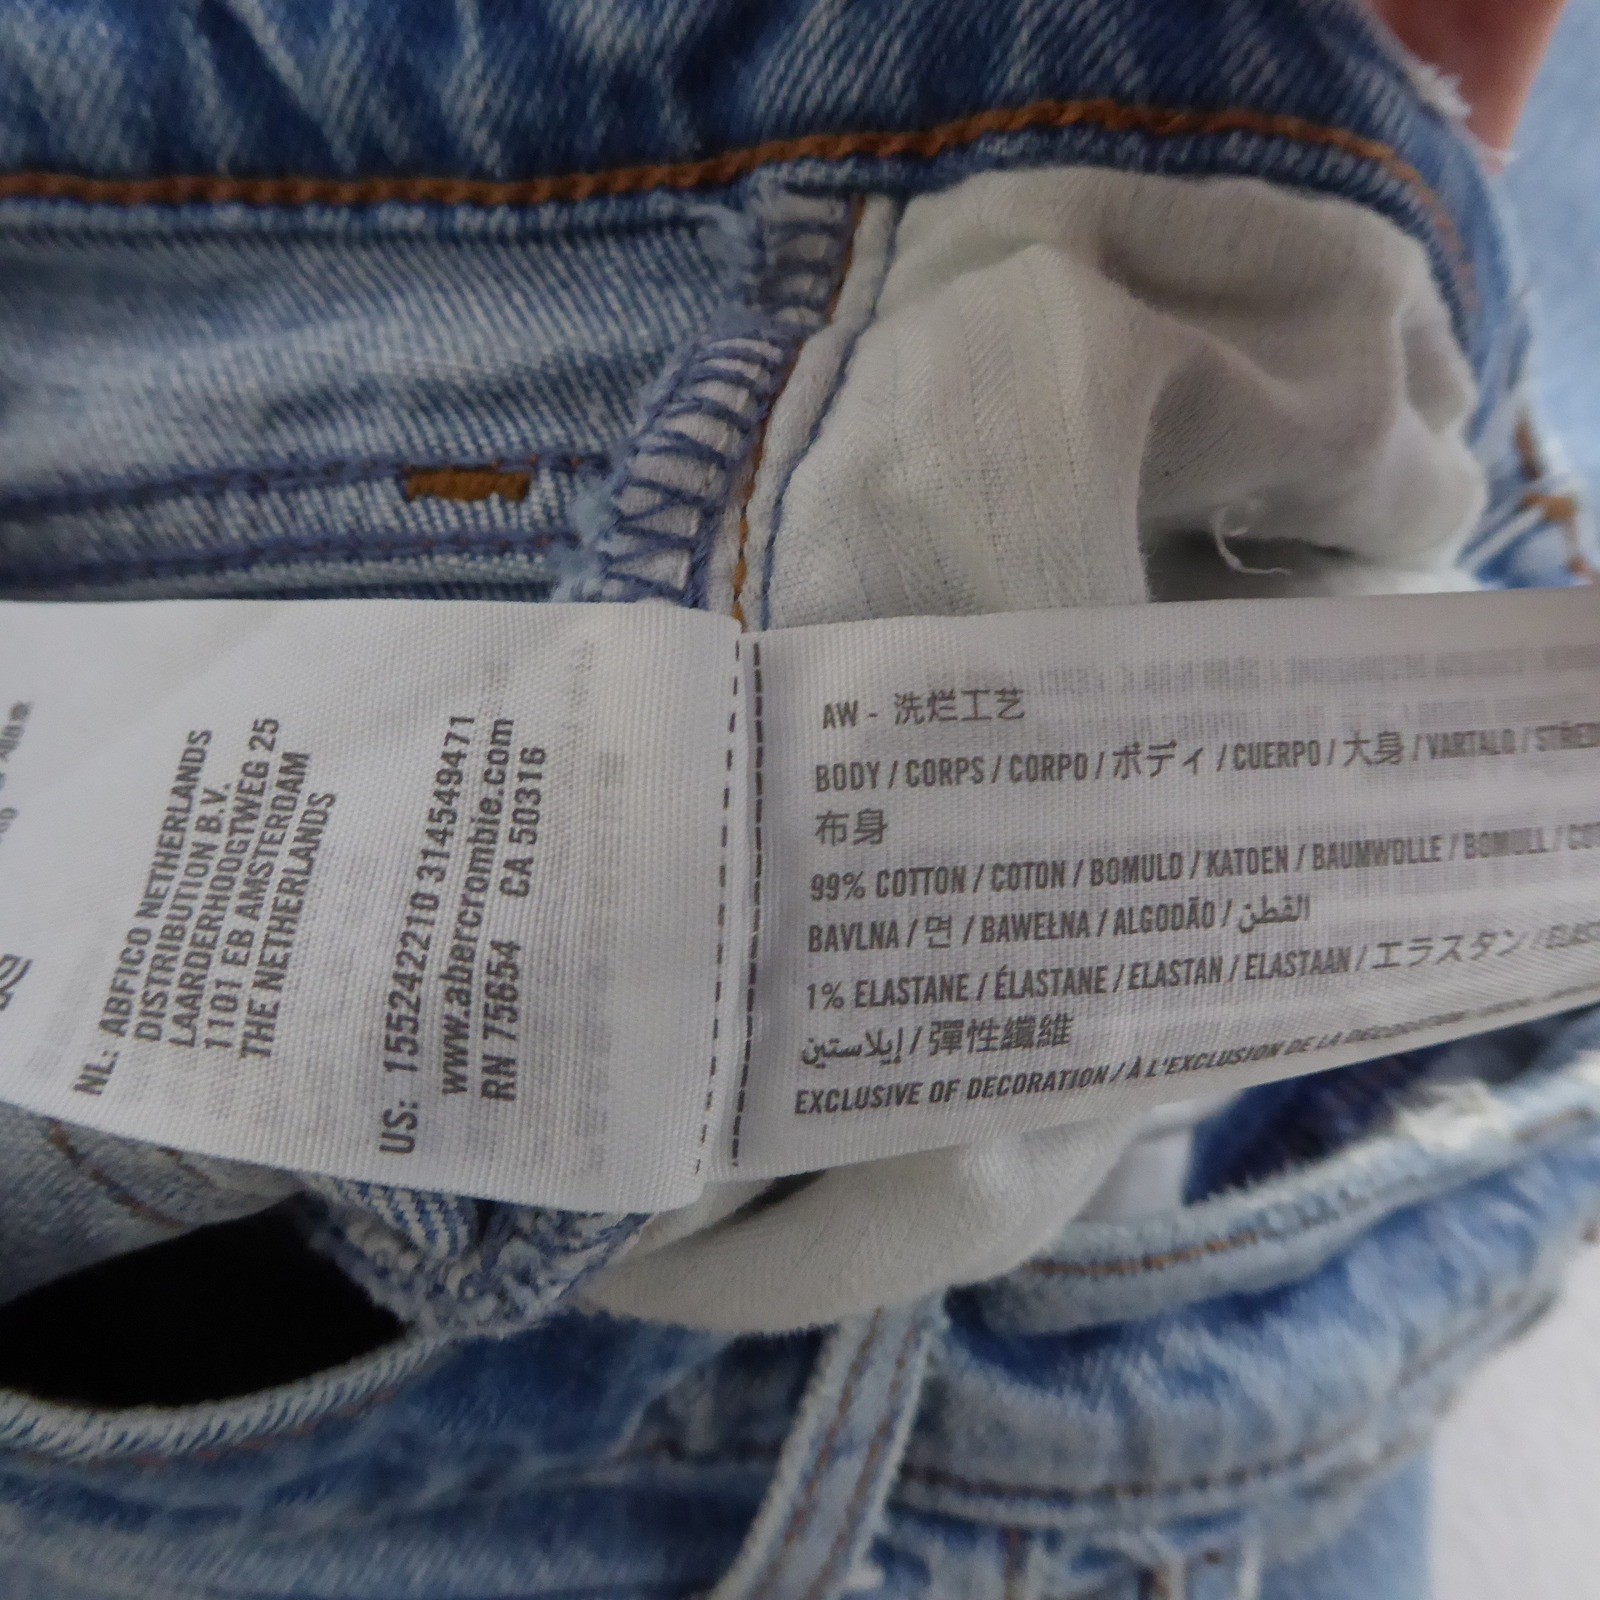 NL: ABFICO NETHERLANDS
DISTRIBUTION B.V.
LAARDERHOOGTWEG 25
1101 EB AMSTERDAM
THE NETHERLANDS
US: 155242210 314549471
www.abercrombie.com
RN 75654 CA 50316
AW - 洗烂工艺
BODY / CORPS / CORPO / ボディ / CUERPO / 大身 / VARTALO /
布身
99% COTTON / COTON / BOMULD / KATOEN / BAUMWOLLE / BOMULL /
BAVLNA / 면 / BAWEŁNA / ALGODÃO / القطن
1% ELASTANE / ÉLASTANE / ELASTAN / ELASTAAN / エラスタン /
إيلاستين / 彈性纖維
EXCLUSIVE OF DECORATION / À L'EXCLUSION DE LA DÉCORATION